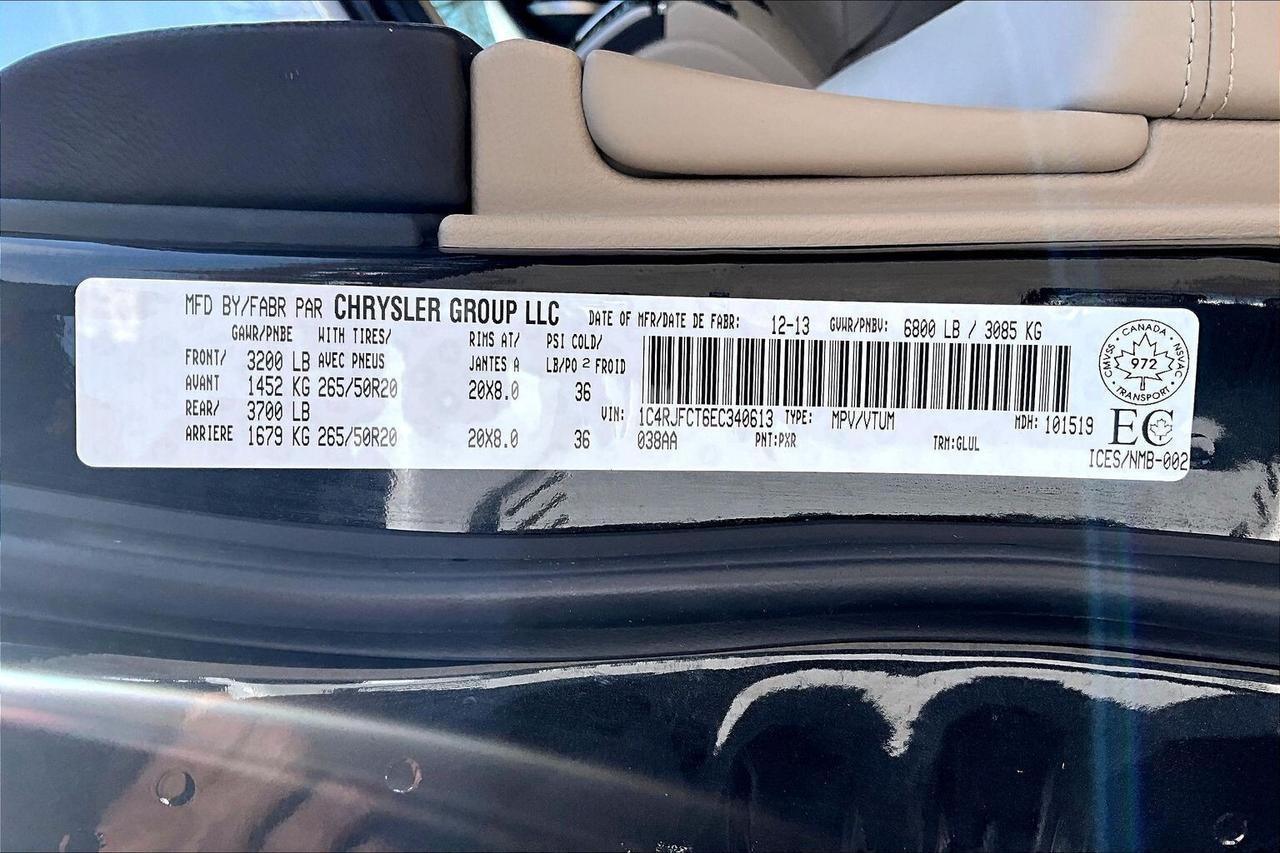 MFD BY/FABR PAR CHRYSLER GROUP LLC DATE OF MFR/DATE DE FABR: 12-13 GVWR/PNBV: 6800 LB / 3085 KG
GAWR/PNBE WITH TIRES/ RIMS AT/ PSI COLD/
FRONT/ 3200 LB AVEC PNEUS JANTES A LB/PO 2 FROID
AVANT 1452 KG 265/50R20 20X8.0 36
REAR/ 3700 LB
ARRIERE 1679 KG 265/50R20 20X8.0 36
VIN: 1C4RJFCT6EC340613 TYPE: MPV/VTUM MDH: 101519
038AA PNT:PXR TRM:GLUL
CANADA
CMVSS 972 NSVAC
TRANSPORT
EC
ICES/NMB-002